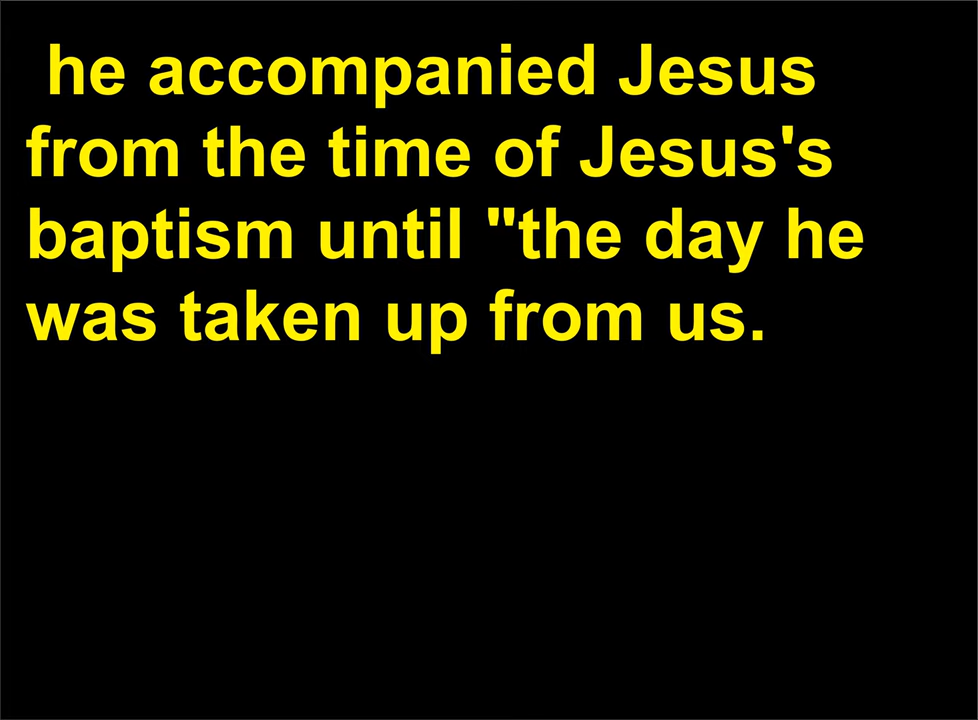 he accompanied Jesus
from the time of Jesus's
baptism until "the day he
was taken up from us.